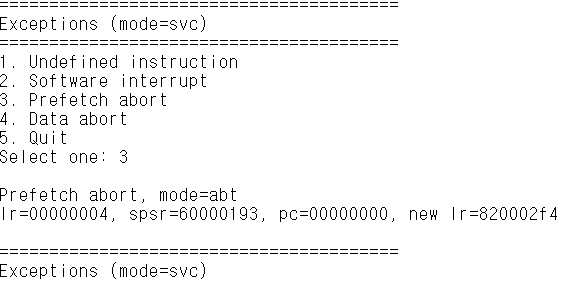 ========================================
Exceptions (mode=svc)
========================================
1. Undefined instruction
2. Software interrupt
3. Prefetch abort
4. Data abort
5. Quit
Select one: 3
Prefetch abort, mode=abt
lr=00000004, spsr=60000193, pc=00000000, new lr=820002f4
========================================
Exceptions (mode=svc)